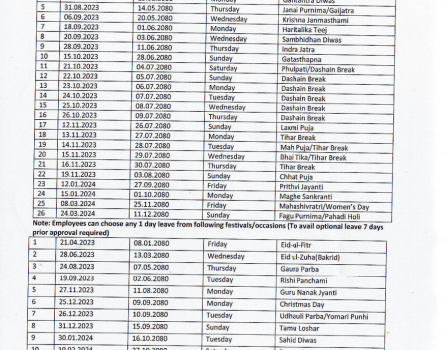 5 31.08.2023 14.05.2080 Thursday Janai Purnima/Gaijatra
6 06.09.2023 20.05.2080 Wednesday Krishna Janmasthami
7 18.09.2023 01.06.2080 Monday Haritalika Teej
8 20.09.2023 03.06.2080 Wednesday Sambhidhan Diwas
9 28.09.2023 11.06.2080 Thursday Indra Jatra
10 15.10.2023 28.06.2080 Sunday Gatasthapna
11 21.10.2023 04.07.2080 Saturday Phulpati/Dashain Break
12 22.10.2023 05.07.2080 Sunday Dashain Break
13 23.10.2023 06.07.2080 Monday Dashain Break
14 24.10.2023 07.07.2080 Tuesday Dashain Break
15 25.10.2023 08.07.2080 Wednesday Dashain Break
16 26.10.2023 09.07.2080 Thursday Dashain Break
17 12.11.2023 26.07.2080 Sunday Laxmi Puja
18 13.11.2023 27.07.2080 Monday Tihar Break
19 14.11.2023 28.07.2080 Tuesday Mah Puja/Tihar Break
20 15.11.2023 29.07.2080 Wednesday Bhai Tika/Tihar Break
21 16.11.2023 30.07.2080 Thursday Tihar Break
22 19.11.2023 03.08.2080 Sunday Chhat Puja
23 12.01.2024 27.09.2080 Friday Prithvi Jayanti
24 15.01.2024 01.10.2080 Monday Maghe Sankranti
25 08.03.2024 25.11.2080 Friday Mahashivratri/Women's Day
26 24.03.2024 11.12.2080 Sunday Fagu Purnima/Pahadi Holi
Note: Employees can choose any 1 day leave from following festivals/occasions (To avail optional leave 7 days
prior approval required)
1 21.04.2023 08.01.2080 Friday Eid-ul-Fitr
2 28.06.2023 13.03.2080 Wednesday Eid ul-Zuha(Bakrid)
3 24.08.2023 07.05.2080 Thursday Gaura Parba
4 19.09.2023 02.06.2080 Tuesday Rishi Panchami
5 27.11.2023 11.08.2080 Monday Guru Nanak Jyanti
6 25.12.2023 09.09.2080 Monday Christmas Day
7 26.12.2023 10.09.2080 Tuesday Udhauli Parba/Yomari Punhi
8 31.12.2023 15.09.2080 Sunday Tamu Loshar
9 30.01.2024 16.10.2080 Tuesday Sahid Diwas